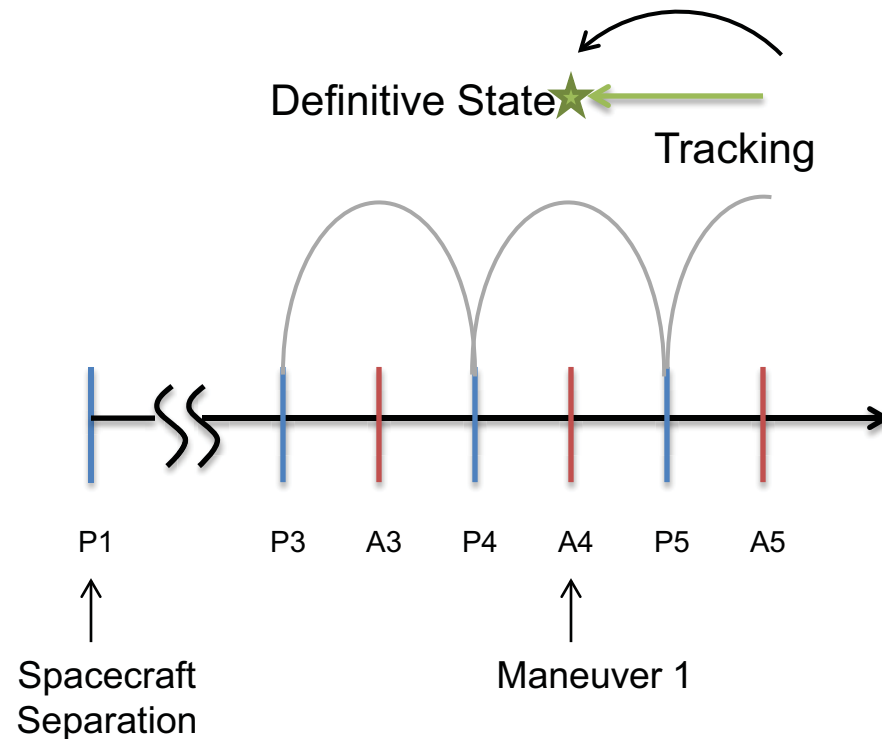 Definitive State
Tracking
P1
P3
A3
P4
A4
P5
A5
Spacecraft
Separation
Maneuver 1